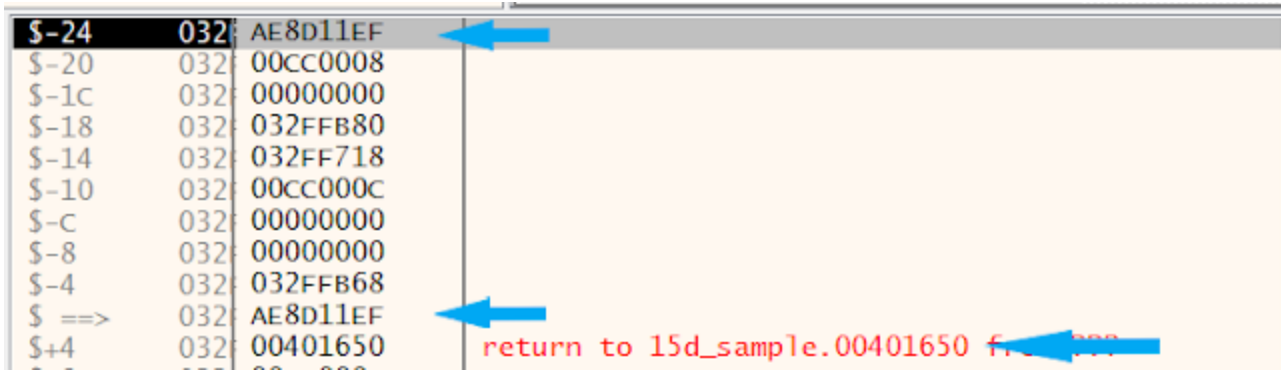 $-24 032 AE8D11EF
$-20 032 00CC0008
$-1C 032 00000000
$-18 032 032FFB80
$-14 032 032FF718
$-10 032 00CC000C
$-C 032 00000000
$-8 032 00000000
$-4 032 032FFB68
$ ==> 032 AE8D11EF
$+4 032 00401650 return to 15d_sample.00401650